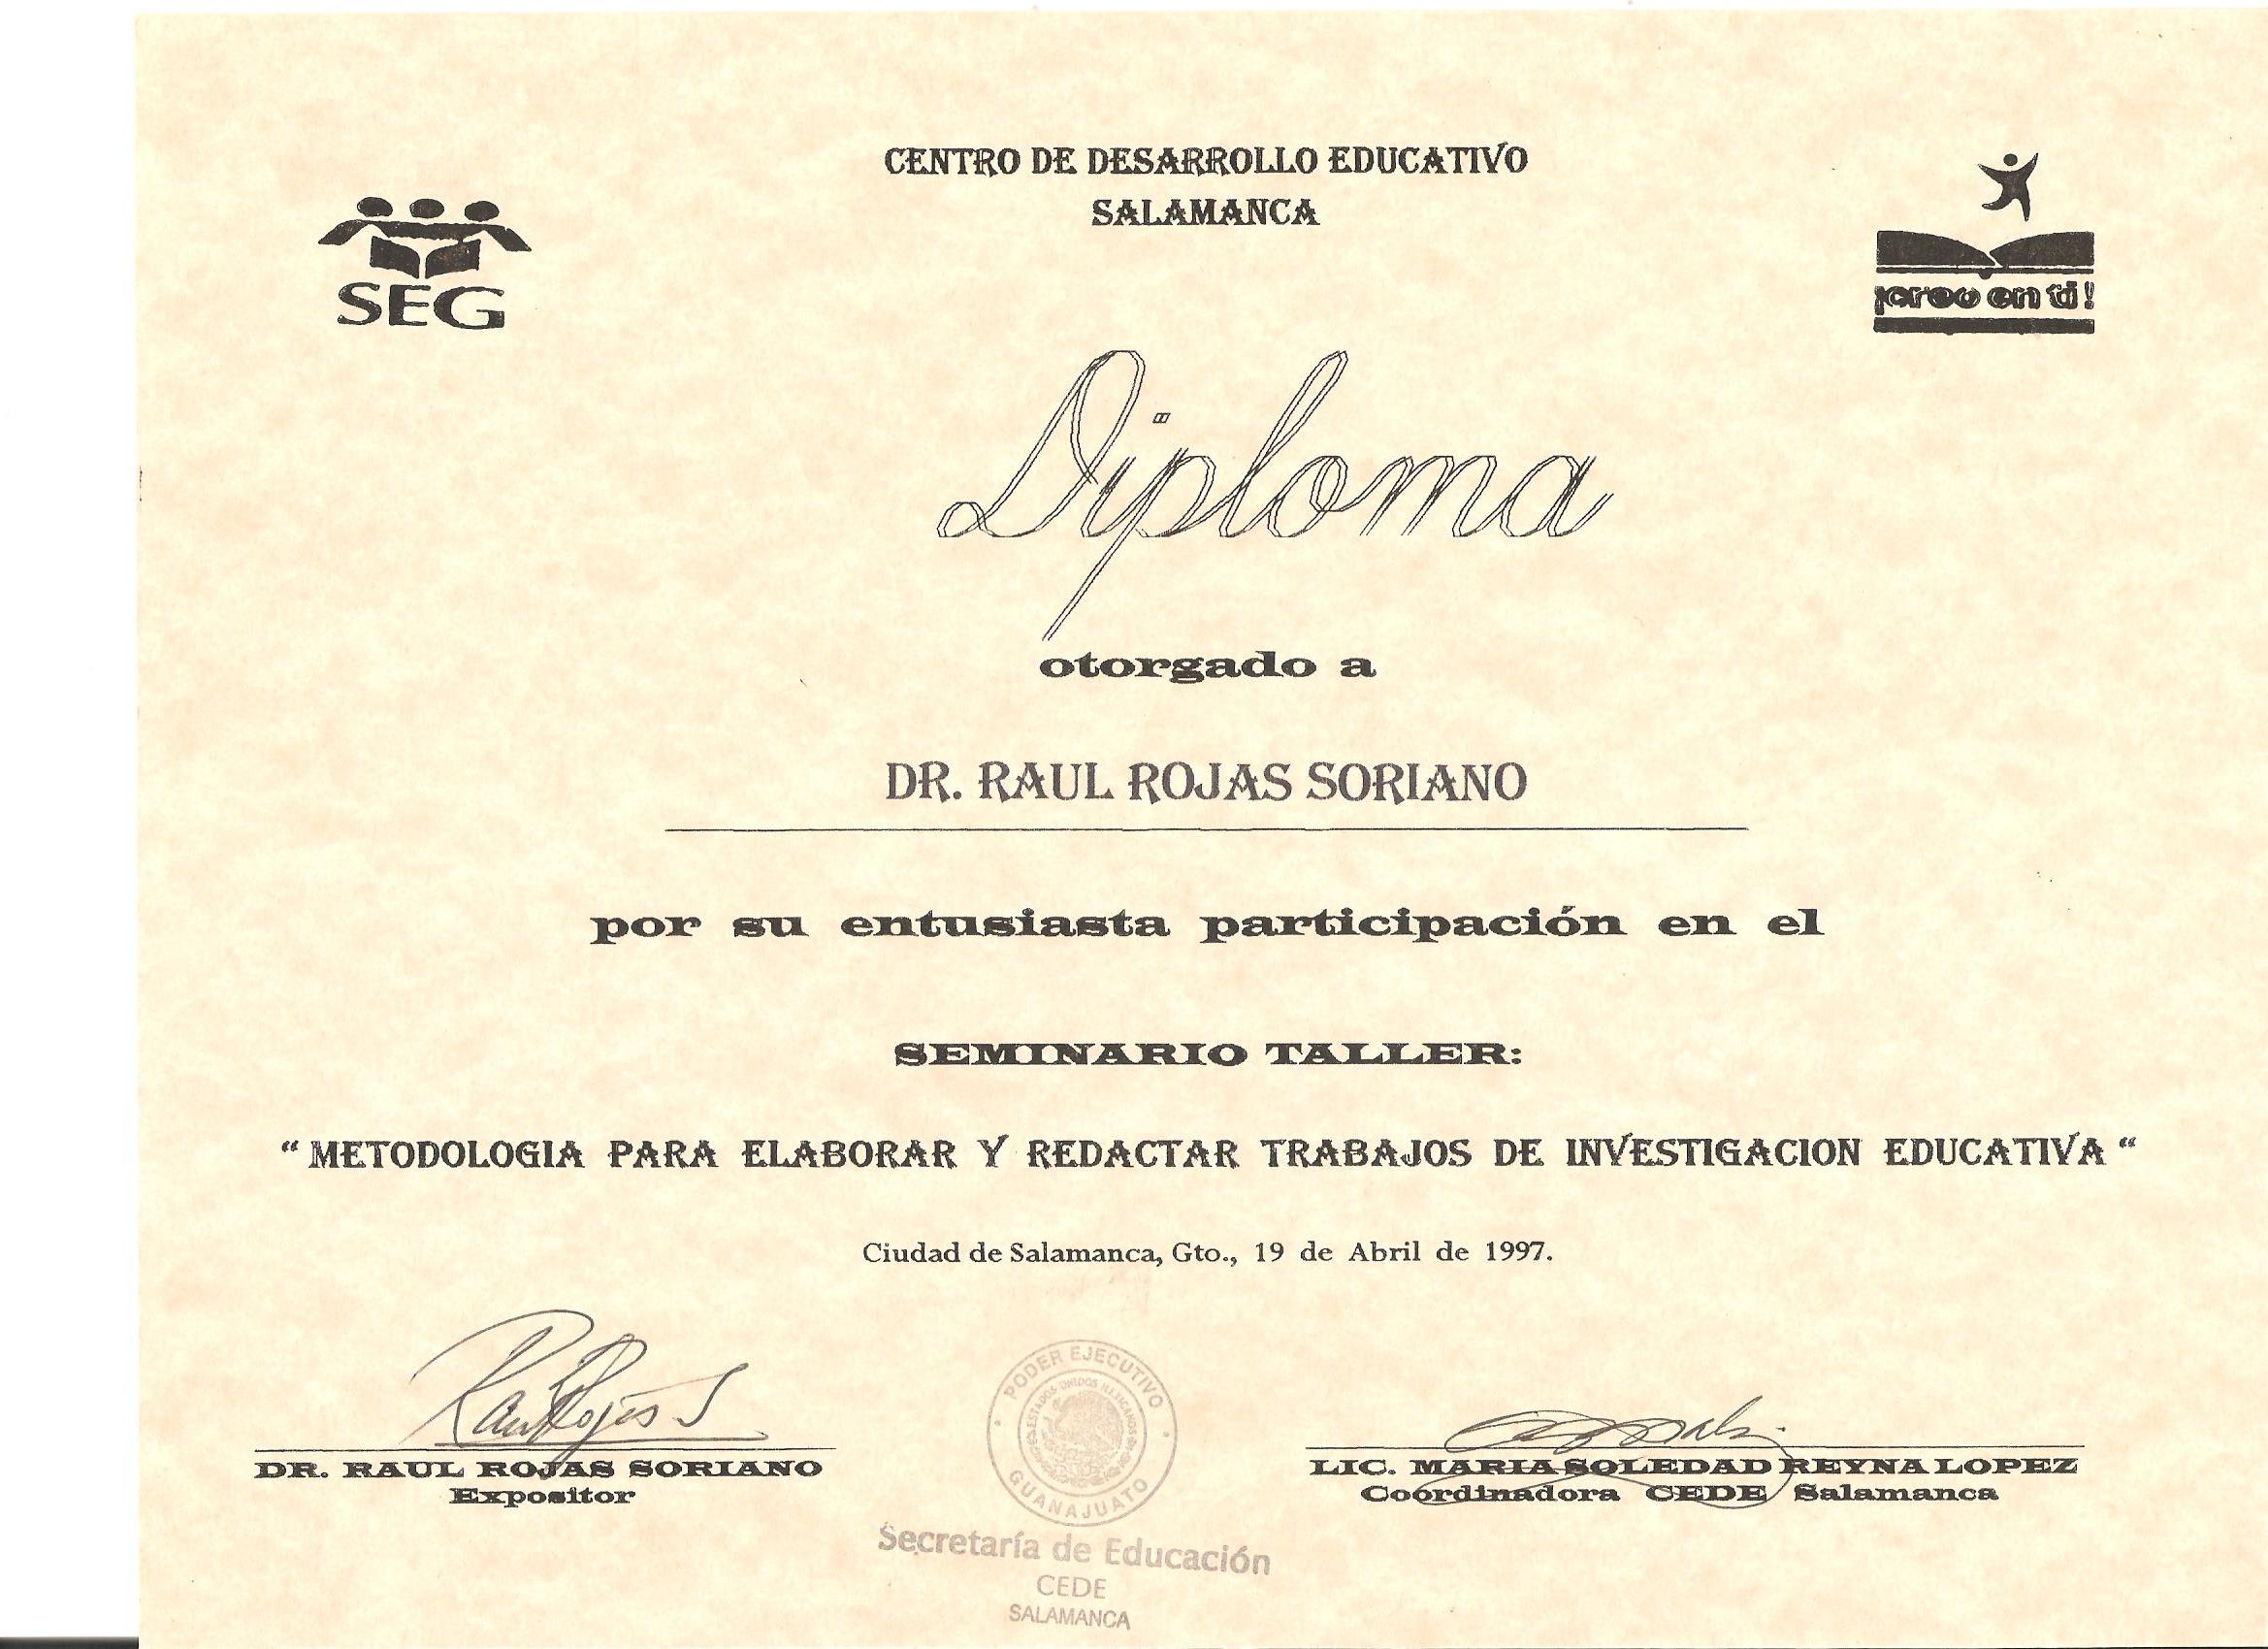 CENTRO DE DESARROLLO EDUCATIVO
SALAMANCA
SEG
¡creo en ti!
Diploma
otorgado a
DR. RAUL ROJAS SORIANO
por su entusiasta participación en el
SEMINARIO TALLER:
“ METODOLOGIA PARA ELABORAR Y REDACTAR TRABAJOS DE INVESTIGACION EDUCATIVA “
Ciudad de Salamanca, Gto., 19 de Abril de 1997.
Raul Rojas S
DR. RAUL ROJAS SORIANO
Expositor
PODER EJECUTIVO
ESTADOS UNIDOS MEXICANOS
GUANAJUATO
Secretaría de Educación
CEDE
SALAMANCA
LIC. MARIA SOLEDAD REYNA LOPEZ
Coordinadora CEDE Salamanca